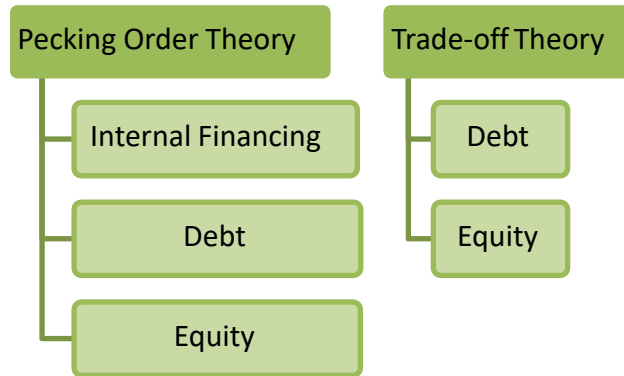 Pecking Order Theory
Internal Financing
Debt
Equity
Trade-off Theory
Debt
Equity